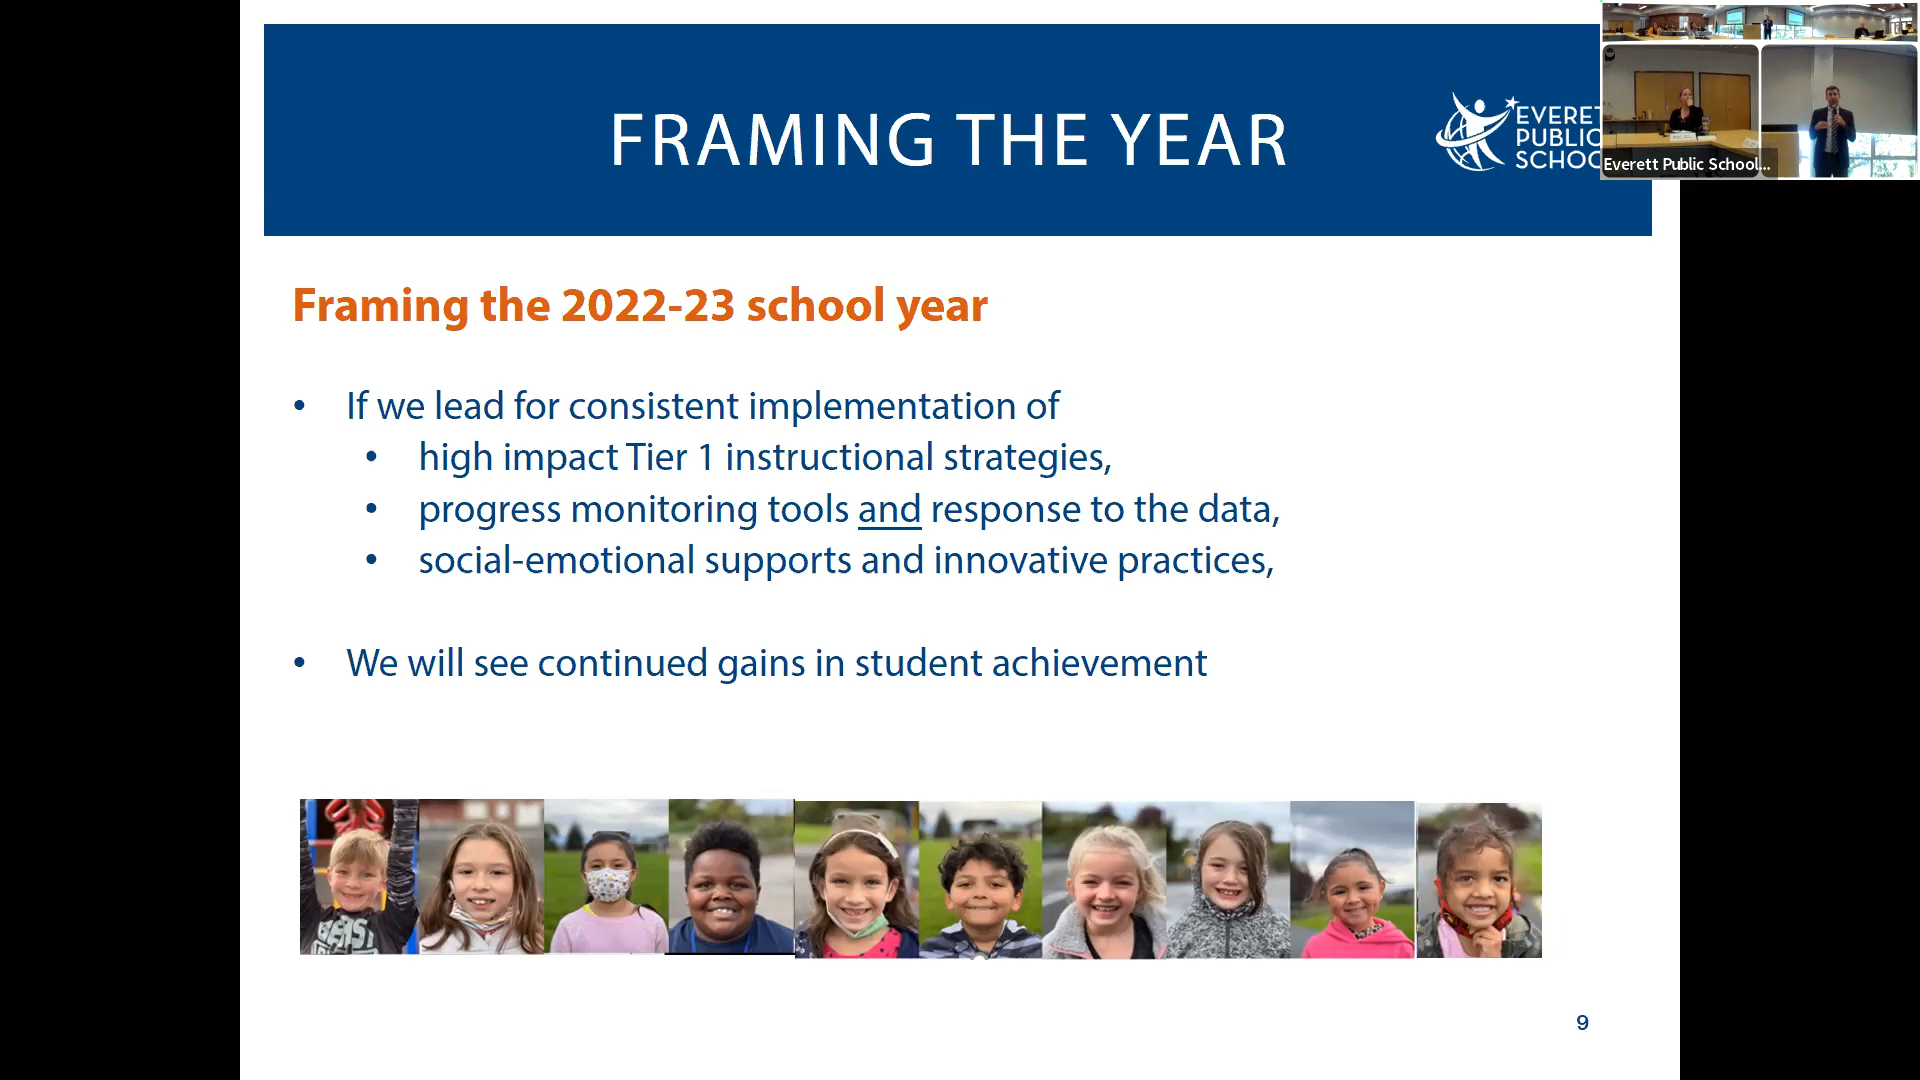 FRAMING THE YEAR
EVERE
PUBLIC
SCHOO
Everett Public School...
Framing the 2022-23 school year
• If we lead for consistent implementation of
• high impact Tier 1 instructional strategies,
• progress monitoring tools and response to the data,
• social-emotional supports and innovative practices,
• We will see continued gains in student achievement
BEAST
9